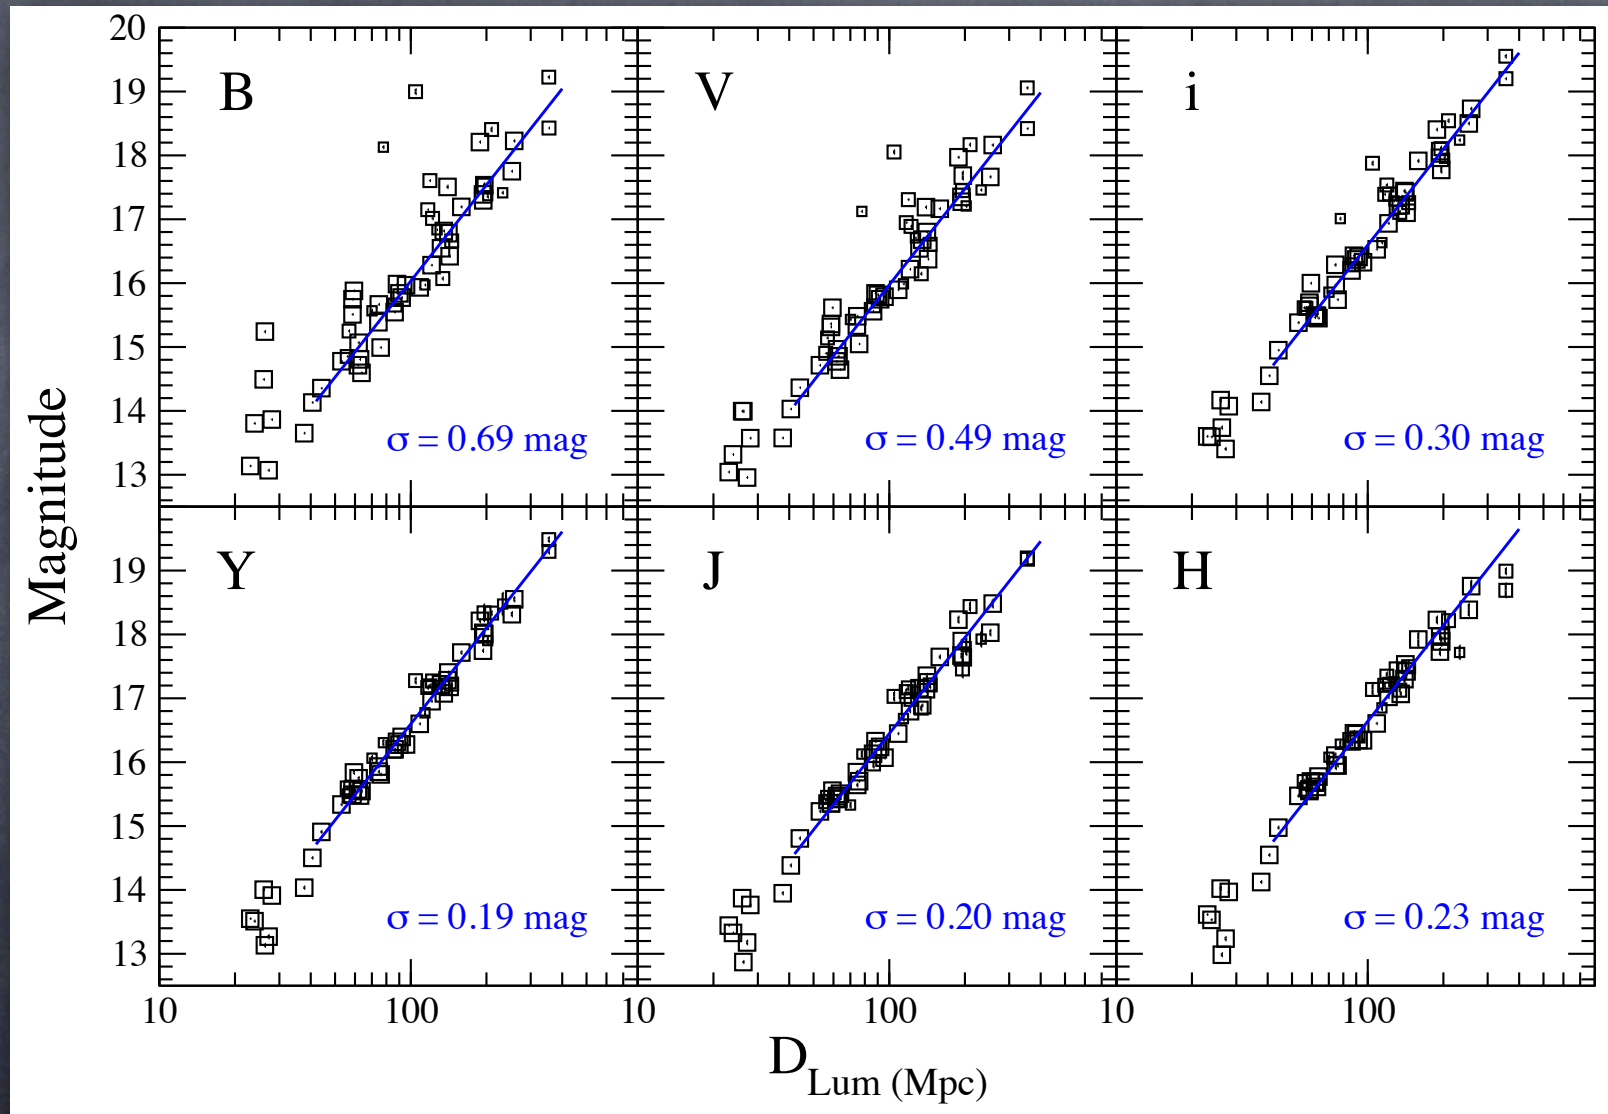 20
19
18
17
16
15
14
13
B
σ = 0.69 mag
V
σ = 0.49 mag
i
σ = 0.30 mag
19
18
17
16
15
14
13
Y
σ = 0.19 mag
J
σ = 0.20 mag
H
σ = 0.23 mag
Magnitude
10 100 10 100 10 100
D Lum (Mpc)